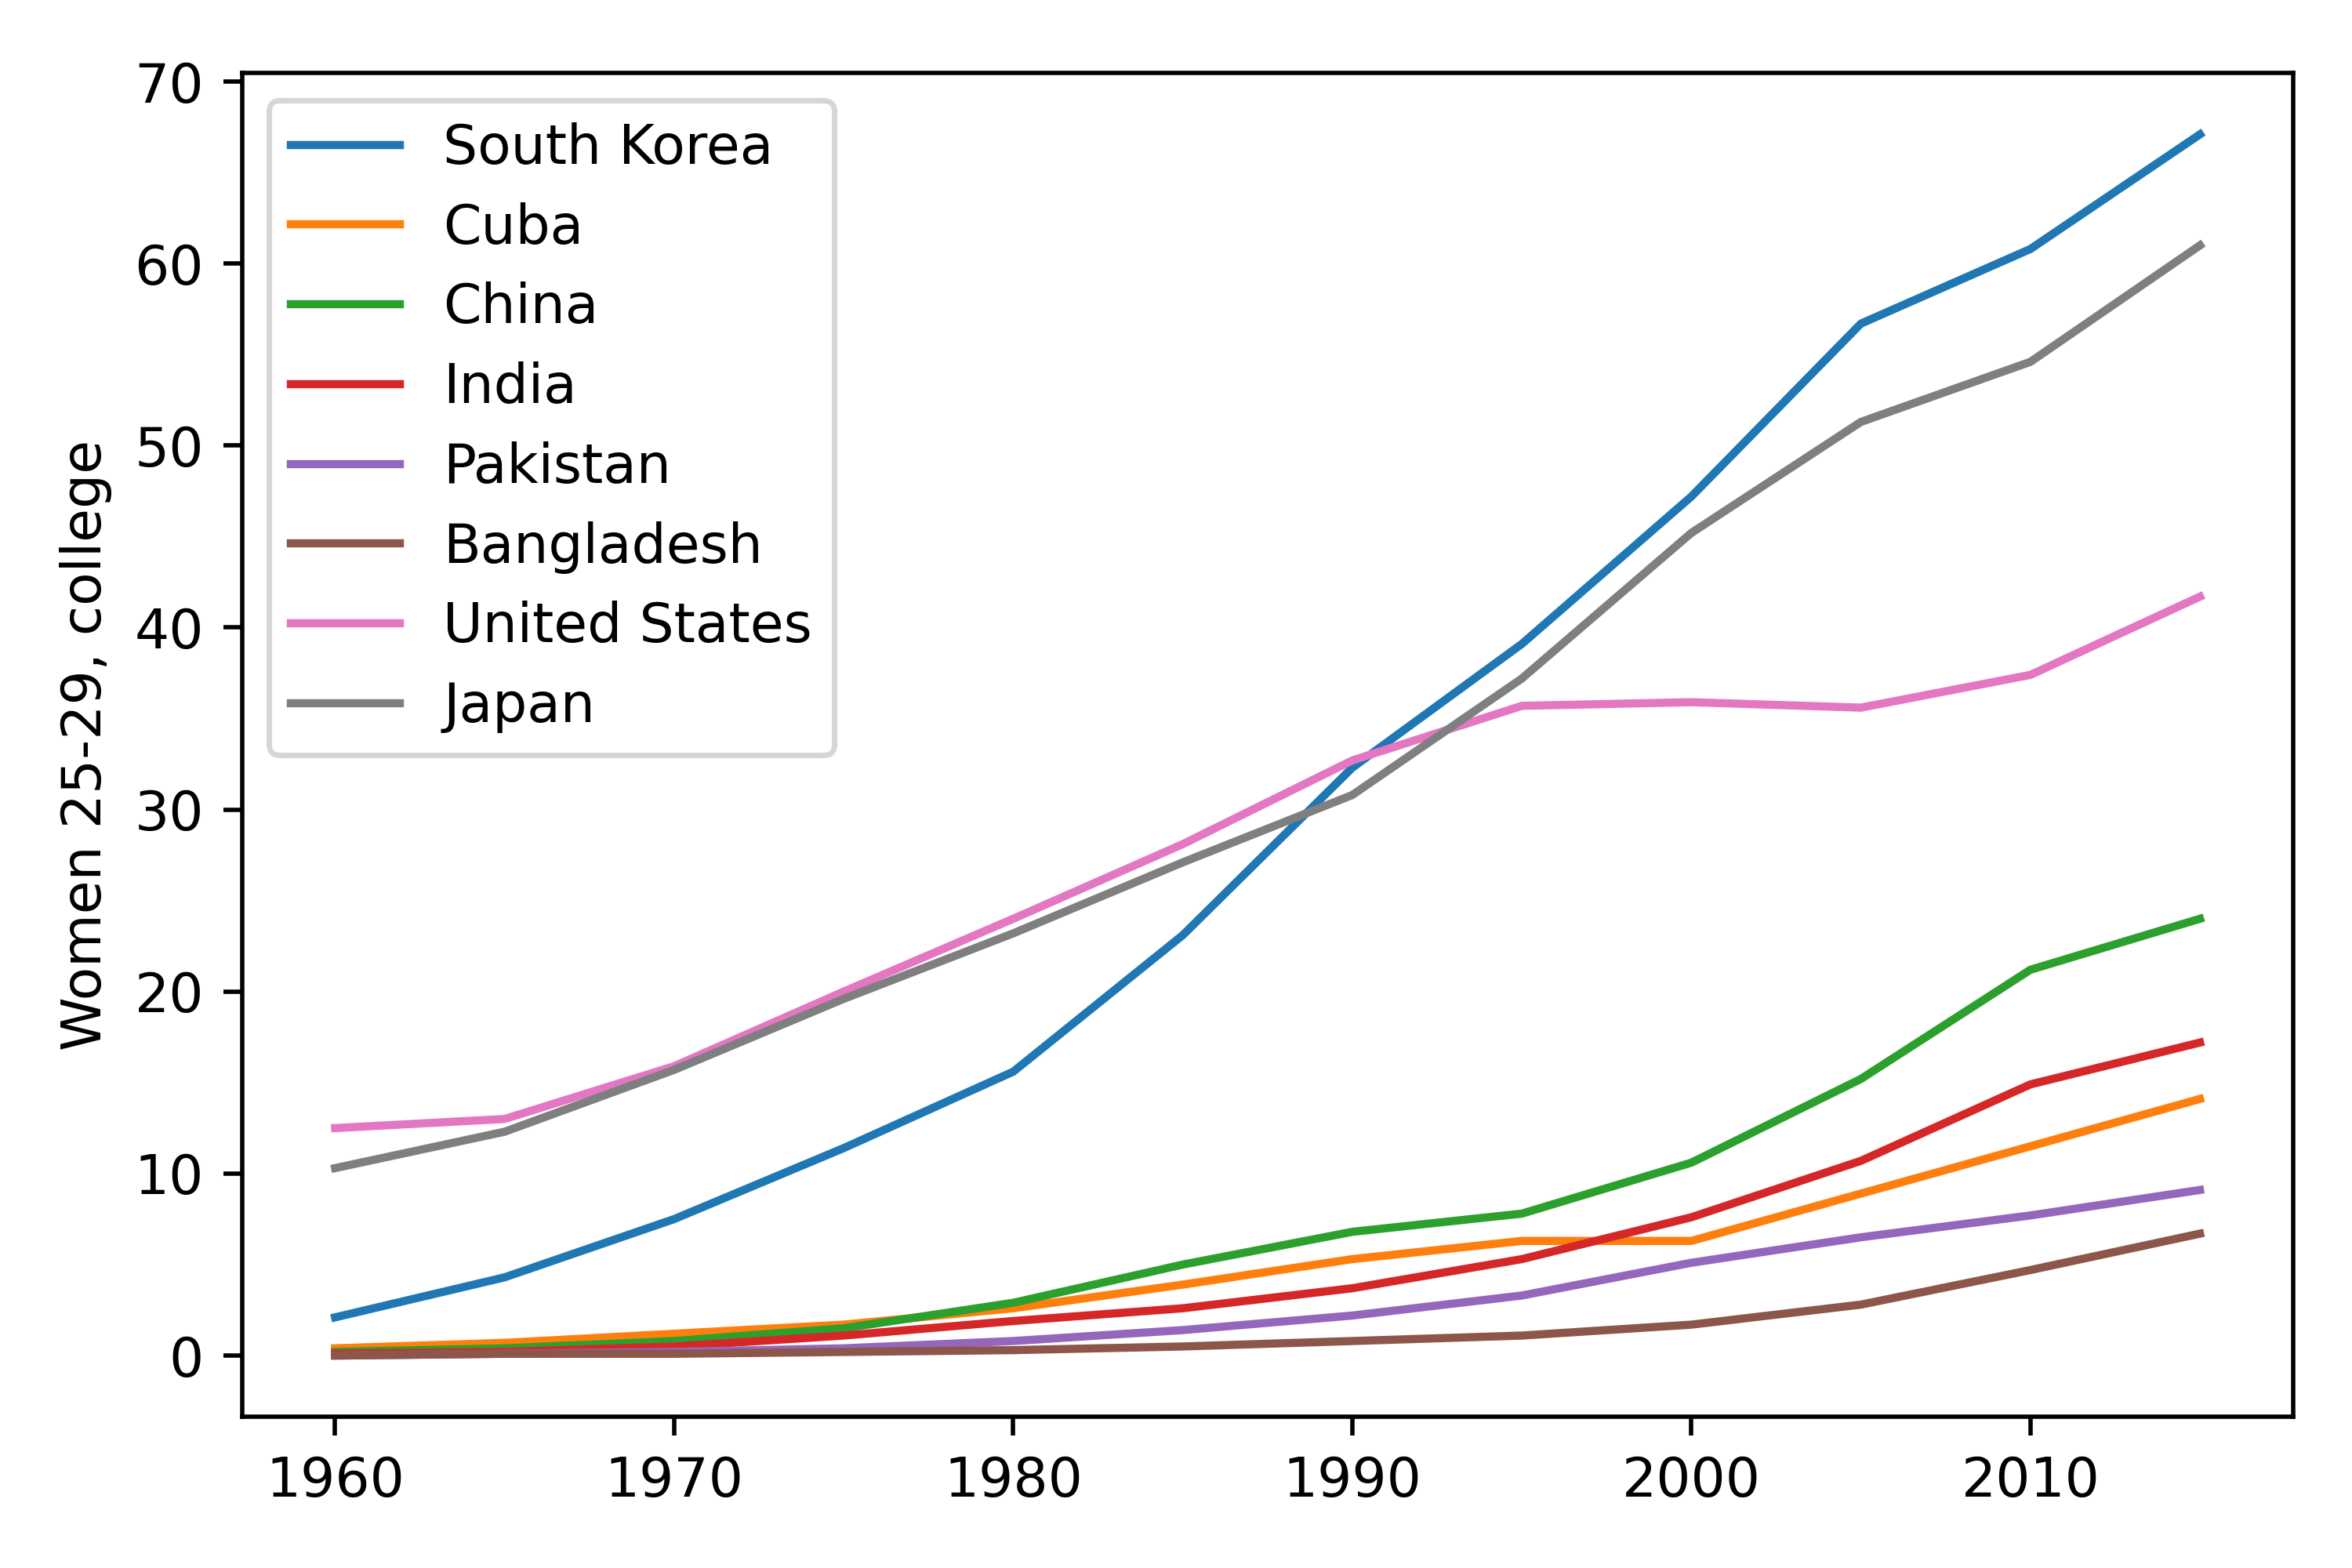 70
60
50
40
30
20
10
0
Women 25-29, college
South Korea
Cuba
China
India
Pakistan
Bangladesh
United States
Japan
1960 1970 1980 1990 2000 2010